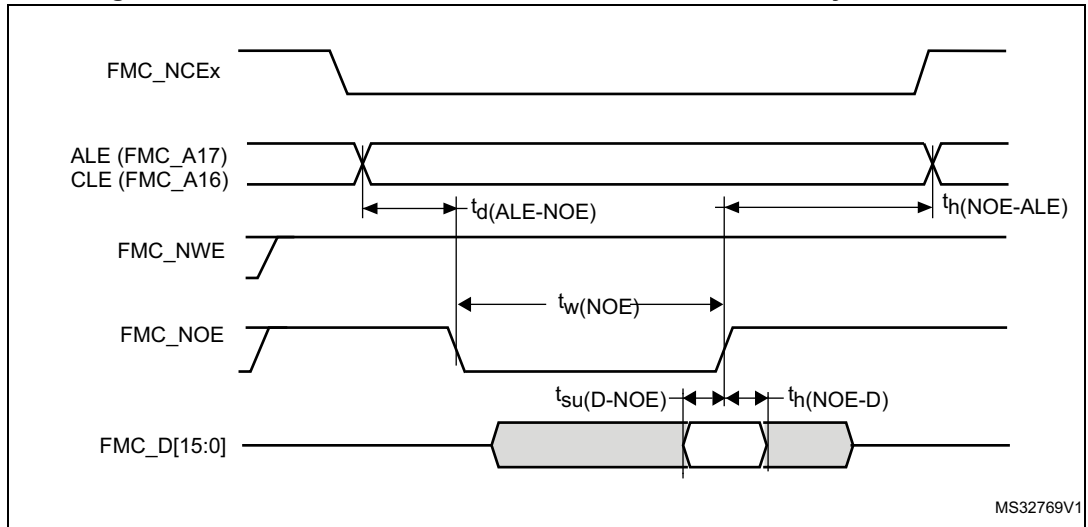 FMC_NCEx
ALE (FMC_A17)
CLE (FMC_A16)
td(ALE-NOE)
th(NOE-ALE)
FMC_NWE
tw(NOE)
FMC_NOE
tsu(D-NOE)
th(NOE-D)
FMC_D[15:0]
MS32769V1